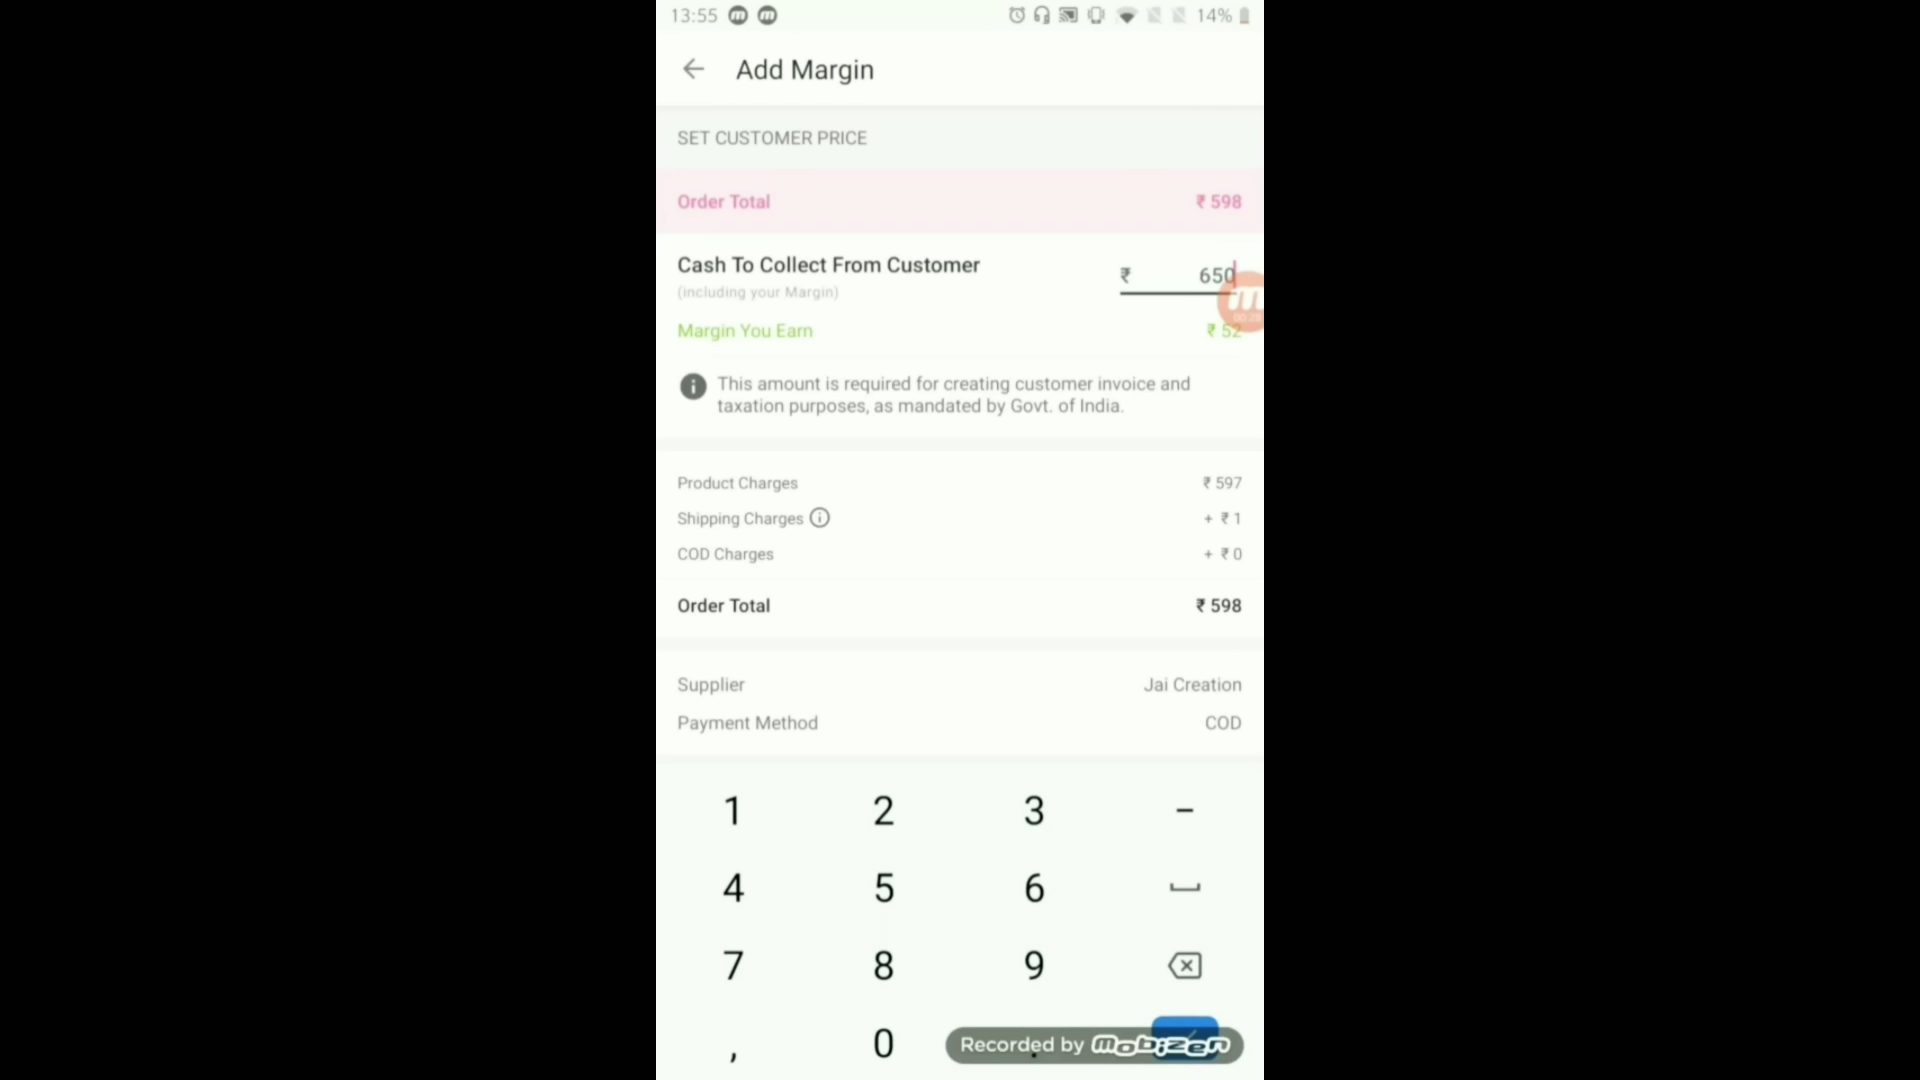 13:55 14%
Add Margin
SET CUSTOMER PRICE
Order Total ₹ 598
Cash To Collect From Customer ₹ 650
(including your Margin)
Margin You Earn ₹ 52
This amount is required for creating customer invoice and
taxation purposes, as mandated by Govt. of India.
Product Charges ₹ 597
Shipping Charges + ₹ 1
COD Charges + ₹ 0
Order Total ₹ 598
Supplier Jai Creation
Payment Method COD
1 2 3 -
4 5 6
7 8 9
, 0 .
Recorded by Mobizen